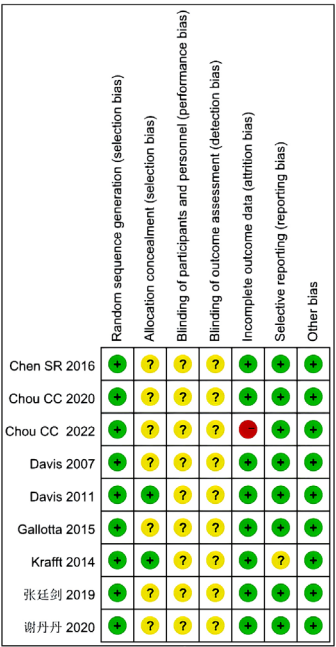 Random sequence generation (selection bias)
Allocation concealment (selection bias)
Blinding of participants and personnel (performance bias)
Blinding of outcome assessment (detection bias)
Incomplete outcome data (attrition bias)
Selective reporting (reporting bias)
Other bias
Chen SR 2016 + ? ? ? + + +
Chou CC 2020 + ? ? ? + + +
Chou CC 2022 + ? ? ? - + +
Davis 2007 + ? ? ? + + +
Davis 2011 + + ? ? + + +
Gallotta 2015 + ? ? ? + + +
Krafft 2014 + + ? ? + ? +
张廷剑 2019 + ? ? ? + + +
谢丹丹 2020 + ? ? ? + + +